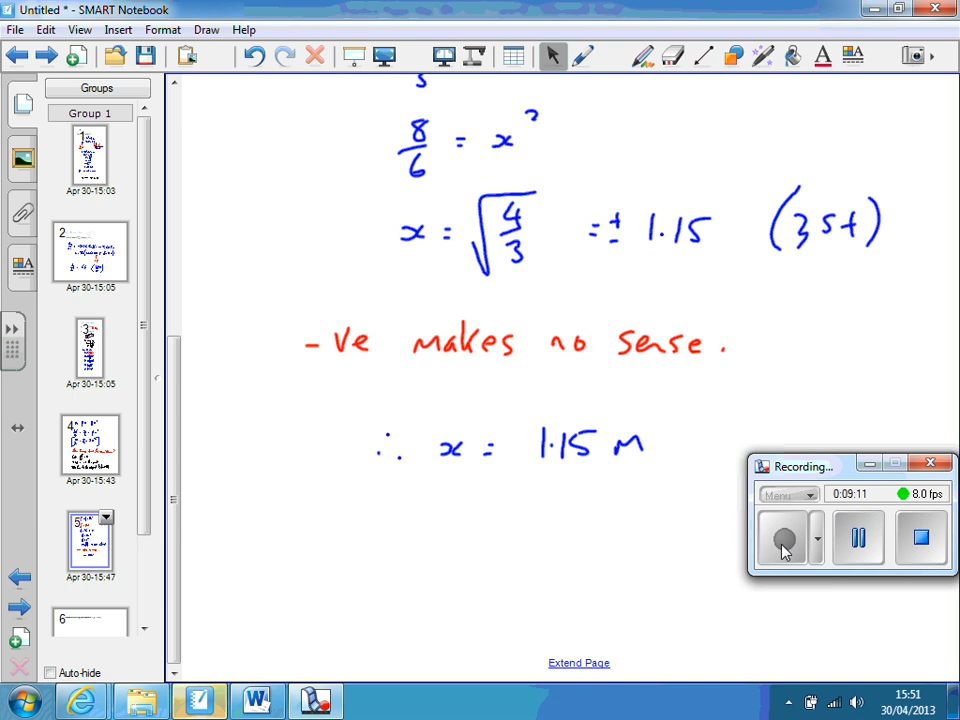 Untitled * - SMART Notebook
File Edit View Insert Format Draw Help
Groups
Group 1
1
Apr 30-15:03
2
Apr 30-15:05
3
Apr 30-15:05
4
Apr 30-15:43
5
Apr 30-15:47
6
Auto-hide
8/6 = x²
x = √4/3 = ± 1.15 (3sf)
-ve makes no sense.
∴ x = 1.15 m
Recording...
Menu
0:09:11
8.0 fps
Extend Page
15:51
30/04/2013